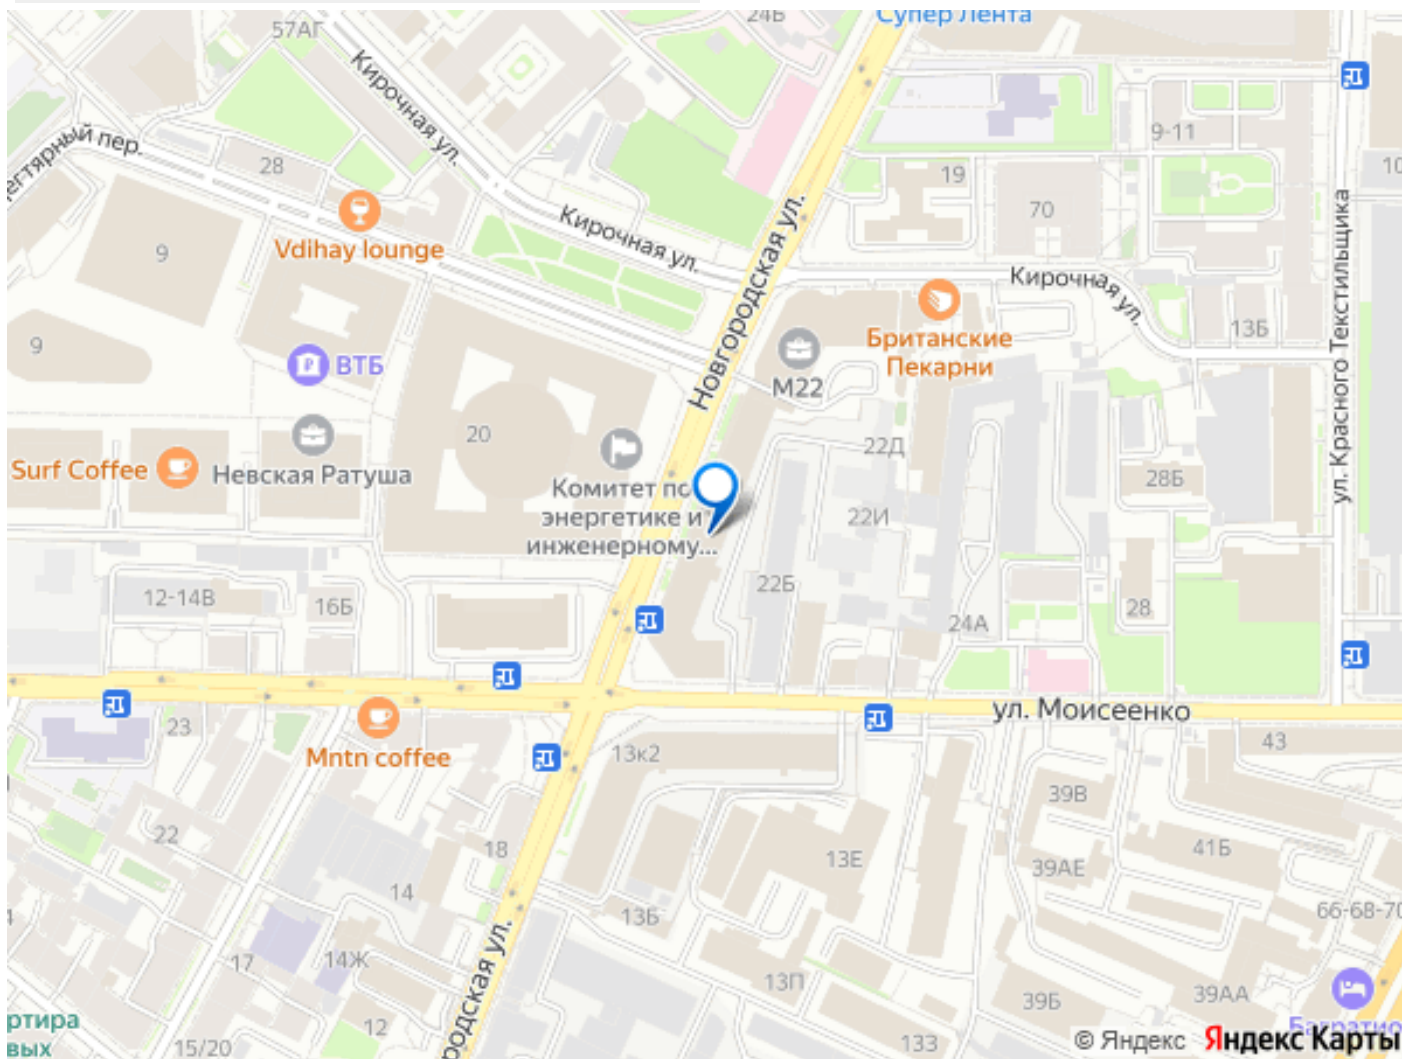 57АГ
24Б
Супер Лента
Кирочная ул.
9-11
10
28
19
70
Vdihay lounge
Кирочная ул.
Новгородская ул.
ул.Красного Текстильщика
9
Кирочная ул.
13Б
9
ВТБ
М22
Британские
Пекарни
20
Surf Coffee
Невская Ратуша
Комитет по
энергетике и
инженерному...
22Д
22И
28Б
22Б
12-14В
16Б
24А
28
ул. Моисеенко
23
Mntn coffee
13к2
43
39В
22
18
13Е
41Б
39АЕ
14
13Б
66-68-70
17
14Ж
13П
39Б
39АА
12
15/20
133
© Яндекс Яндекс Карты